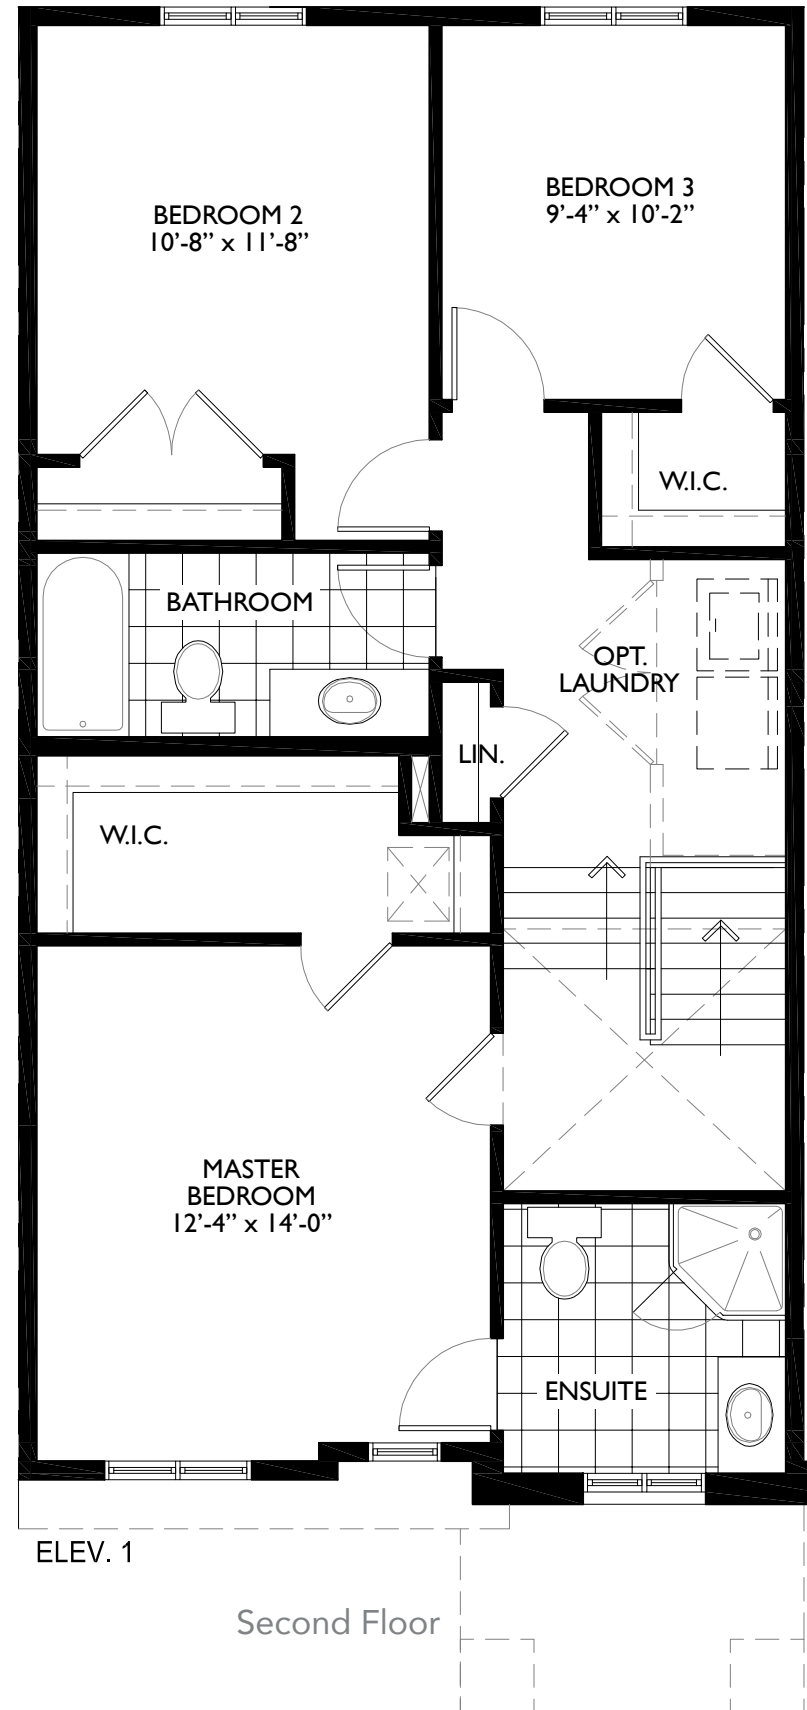 BEDROOM 2
10’-8” x 11’-8”
BEDROOM 3
9’-4” x 10’-2”
W.I.C.
BATHROOM
OPT.
LAUNDRY
LIN.
W.I.C.
MASTER
BEDROOM
12’-4” x 14’-0”
ENSUITE
ELEV. 1
Second Floor